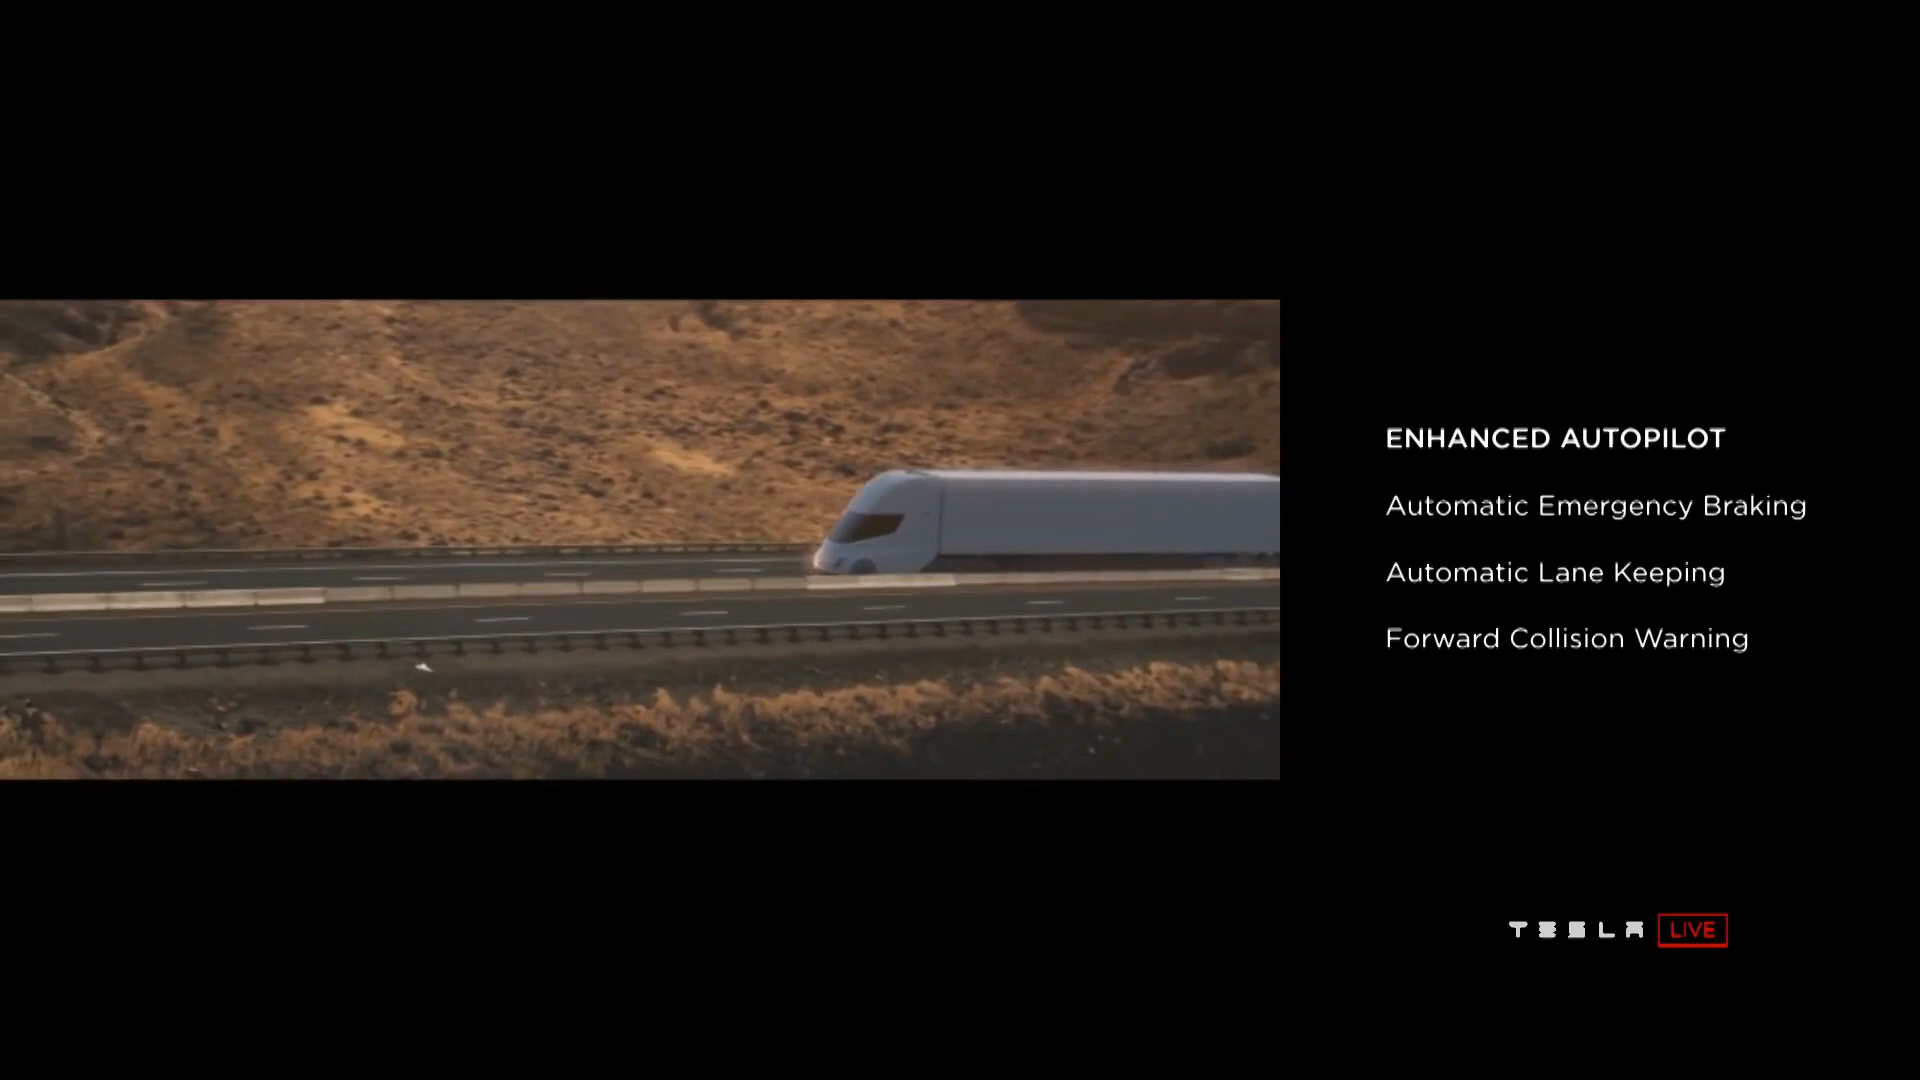 ENHANCED AUTOPILOT
Automatic Emergency Braking
Automatic Lane Keeping
Forward Collision Warning
TESLA LIVE